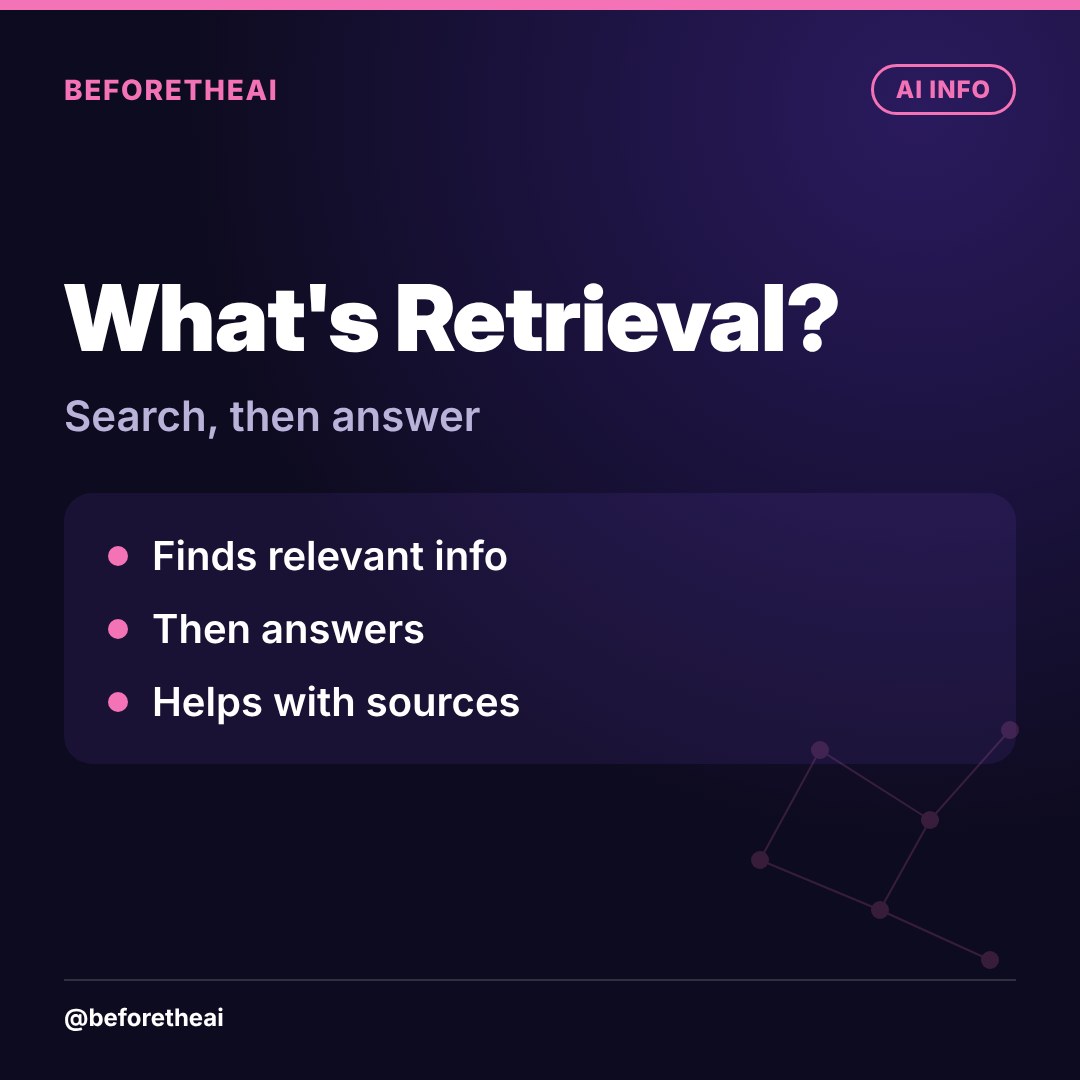 BEFORETHEAI
AI INFO
What's Retrieval?
Search, then answer
Finds relevant info
Then answers
Helps with sources
@beforetheai